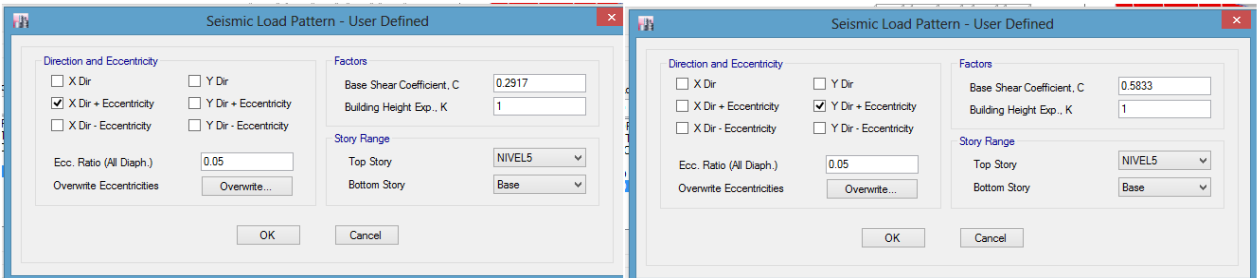 Seismic Load Pattern - User Defined
Direction and Eccentricity
X Dir
Y Dir
X Dir + Eccentricity
Y Dir + Eccentricity
X Dir - Eccentricity
Y Dir - Eccentricity
Ecc. Ratio (All Diaph.)
0.05
Overwrite Eccentricities
Overwrite...
Factors
Base Shear Coefficient, C
0.2917
Building Height Exp., K
1
Story Range
Top Story
NIVEL5
Bottom Story
Base
OK
Cancel
Seismic Load Pattern - User Defined
Direction and Eccentricity
X Dir
Y Dir
X Dir + Eccentricity
Y Dir + Eccentricity
X Dir - Eccentricity
Y Dir - Eccentricity
Ecc. Ratio (All Diaph.)
0.05
Overwrite Eccentricities
Overwrite...
Factors
Base Shear Coefficient, C
0.5833
Building Height Exp., K
1
Story Range
Top Story
NIVEL5
Bottom Story
Base
OK
Cancel